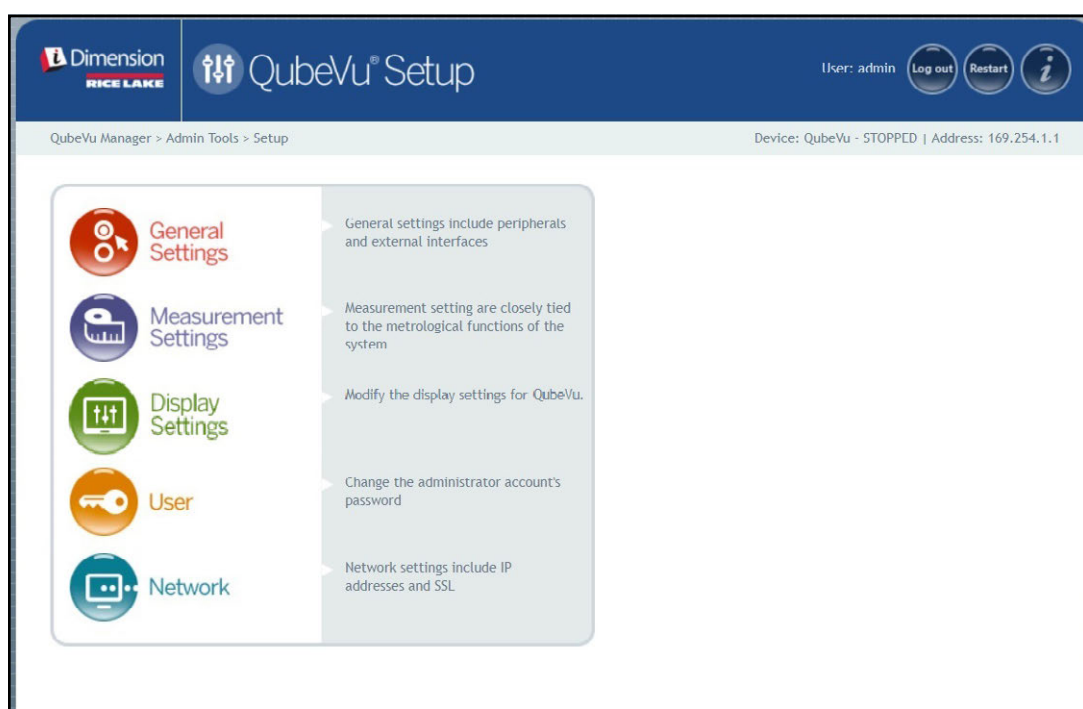 iDimension
RICE LAKE
QubeVu® Setup
User: admin
Log out
Restart
i
QubeVu Manager > Admin Tools > Setup
Device: QubeVu - STOPPED | Address: 169.254.1.1
General
Settings
General settings include peripherals
and external interfaces
Measurement
Settings
Measurement setting are closely tied
to the metrological functions of the
system
Display
Settings
Modify the display settings for QubeVu.
User
Change the administrator account's
password
Network
Network settings include IP
addresses and SSL